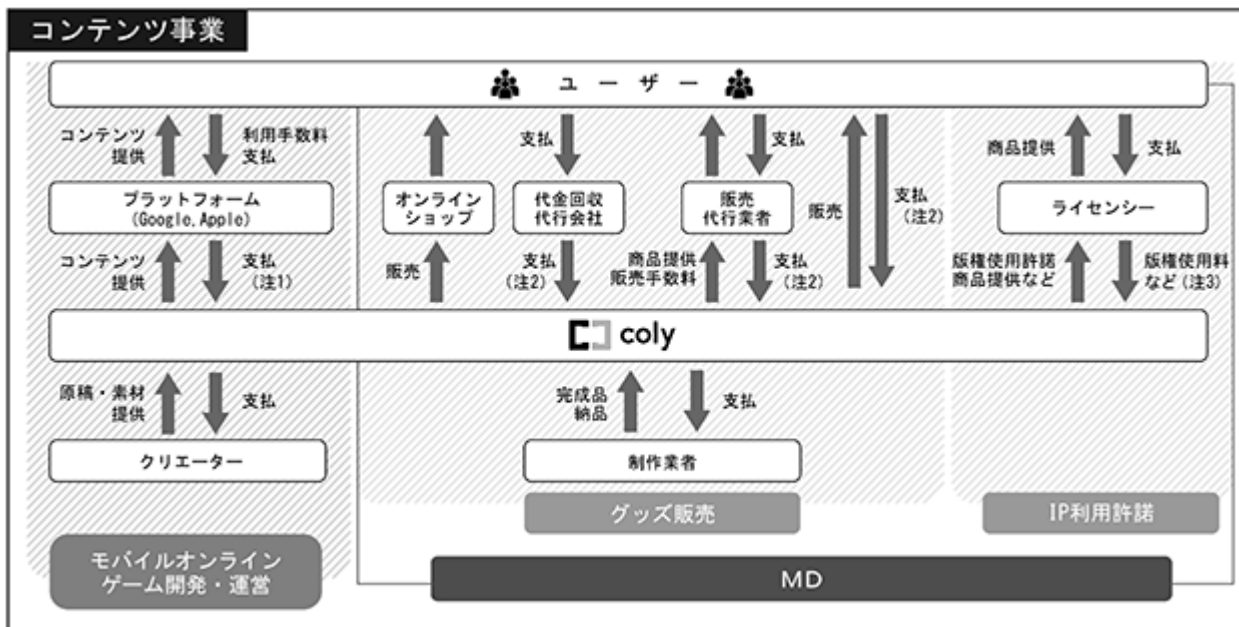 コンテンツ事業
ユーザー
コンテンツ
提供
利用手数料
支払
支払
支払
販売
支払
(注2)
商品提供
支払
プラットフォーム
(Google,Apple)
オンライン
ショップ
代金回収
代行会社
販売
代行業者
ライセンシー
コンテンツ
提供
支払
(注1)
販売
支払
(注2)
商品提供
販売手数料
支払
(注2)
版権使用許諾
商品提供など
版権使用料
など(注3)
coly
原稿・素材
提供
支払
完成品
納品
支払
クリエーター
制作業者
グッズ販売
IP利用許諾
モバイルオンライン
ゲーム開発・運営
MD